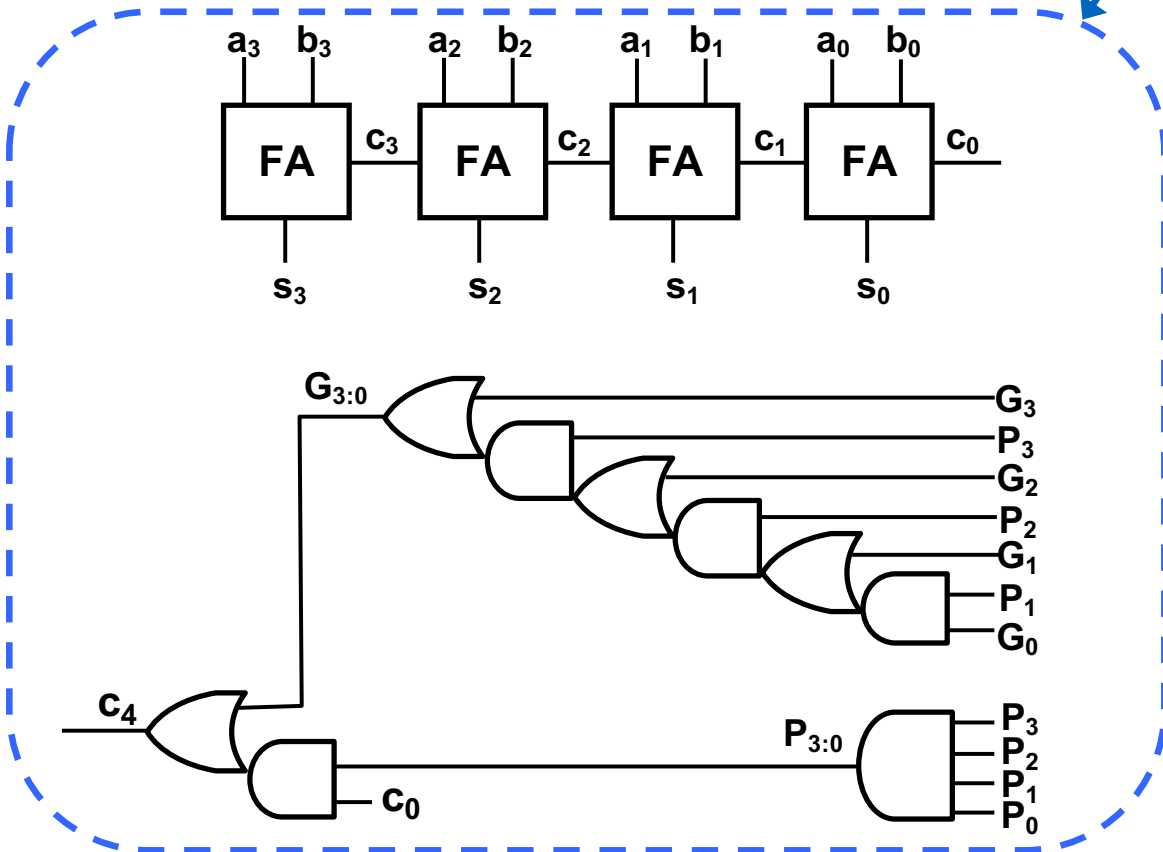 a₃ b₃ a₂ b₂ a₁ b₁ a₀ b₀
FA c₃ FA c₂ FA c₁ FA c₀
s₃ s₂ s₁ s₀
G₃:₀ G₃
P₃
G₂
P₂
G₁
P₁
G₀
c₄ P₃:₀ P₃
P₂
P₁
c₀ P₀